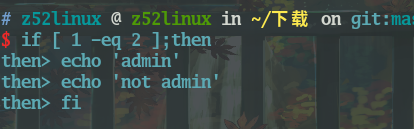 # z52linux @ z52linux in ~/下载 on git:mas
$ if [ 1 -eq 2 ];then
then> echo 'admin'
then> echo 'not admin'
then> fi